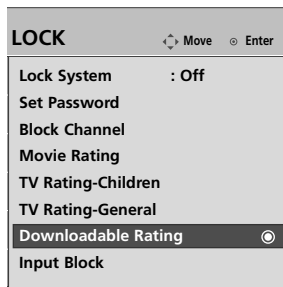 LOCK Move Enter
Lock System : Off
Set Password
Block Channel
Movie Rating
TV Rating-Children
TV Rating-General
Downloadable Rating
Input Block